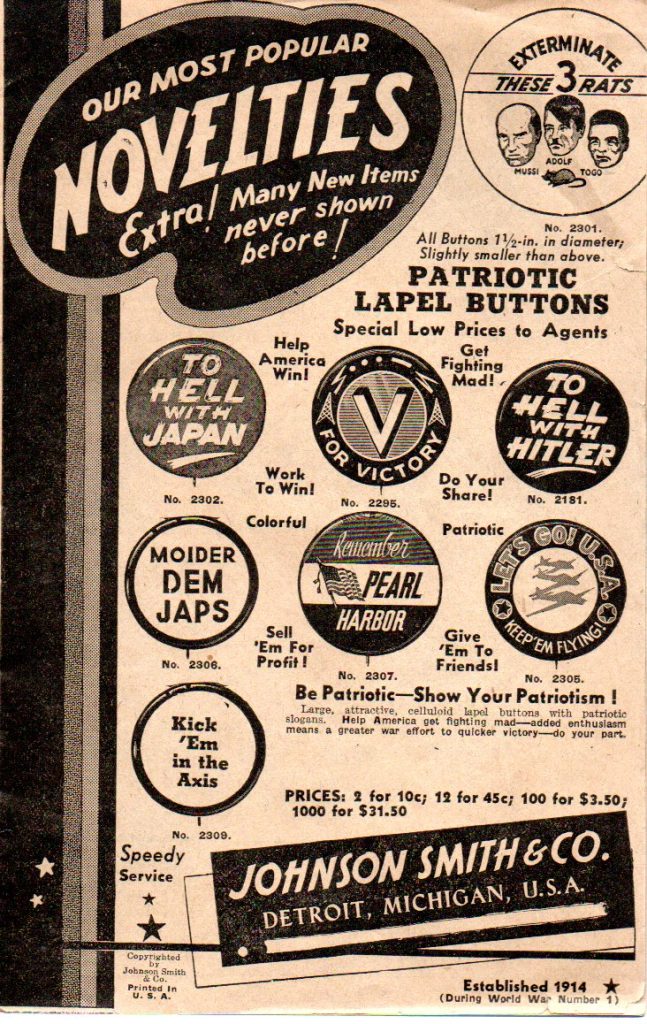 OUR MOST POPULAR
NOVELTIES
Extra! Many New Items
never shown
before!
EXTERMINATE
THESE 3 RATS
ADOLF
MUSSI
TOGO
No. 2301.
All Buttons 1½-in. in diameter;
Slightly smaller than above.
PATRIOTIC
LAPEL BUTTONS
Special Low Prices to Agents
TO
HELL
WITH
JAPAN
No. 2302.
Help
America
Win!
V
FOR VICTORY
No. 2295.
Get
Fighting
Mad!
TO
HELL
WITH
HITLER
No. 2181.
Work
To Win!
Do Your
Share!
MOIDER
DEM
JAPS
No. 2306.
Colorful
Remember
PEARL
HARBOR
No. 2307.
Patriotic
LET'S GO! U.S.A.
KEEP 'EM FLYING!
No. 2305.
Sell
'Em For
Profit!
Give
'Em To
Friends!
Be Patriotic—Show Your Patriotism!
Large, attractive, celluloid lapel buttons with patriotic
slogans. Help America get fighting mad—added enthusiasm
means a greater war effort to quicker victory—do your part.
Kick
'Em
in the
Axis
No. 2309.
PRICES: 2 for 10c; 12 for 45c; 100 for $3.50;
1000 for $31.50
Speedy
Service
JOHNSON SMITH & CO.
DETROIT, MICHIGAN, U.S.A.
Copyrighted
by
Johnson Smith
& Co.
Printed In
U. S. A.
Established 1914
(During World War Number 1)